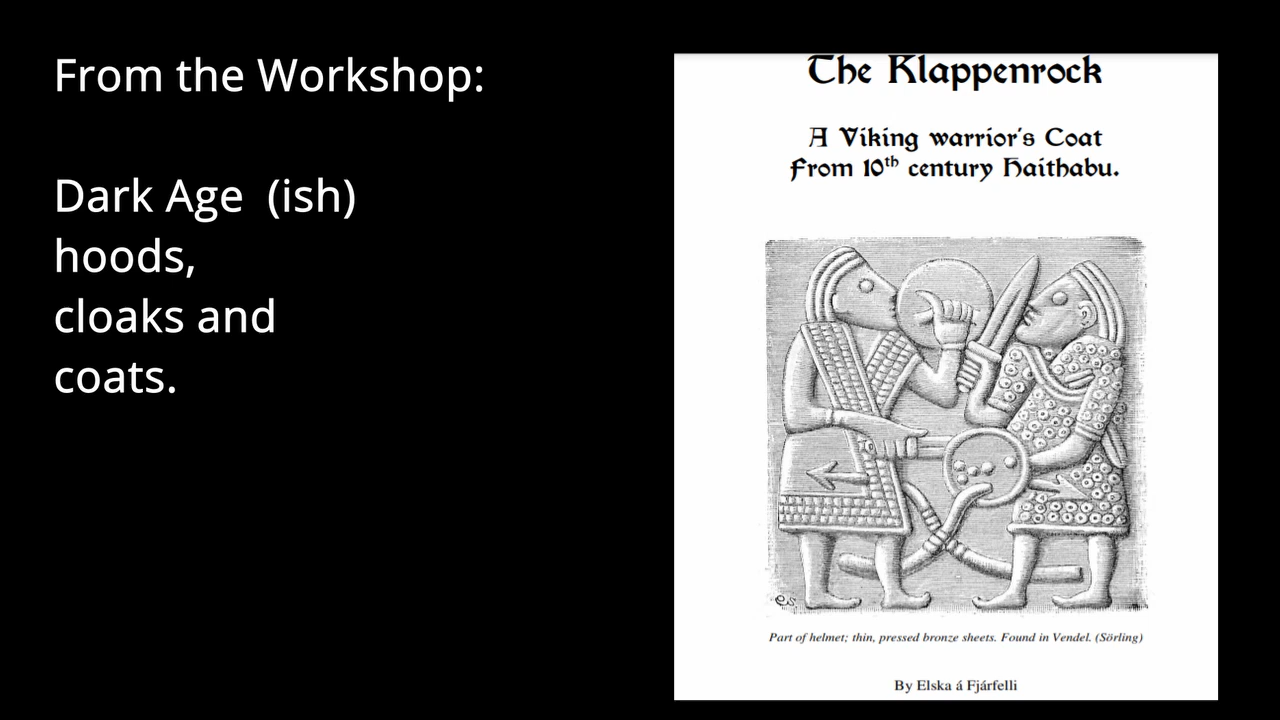 From the Workshop:
Dark Age (ish)
hoods,
cloaks and
coats.
The Klappenrock
A Viking warrior's Coat
From 10th century Haithabu.
Part of helmet; thin, pressed bronze sheets. Found in Vendel. (Sörling)
By Elska á Fjárfelli